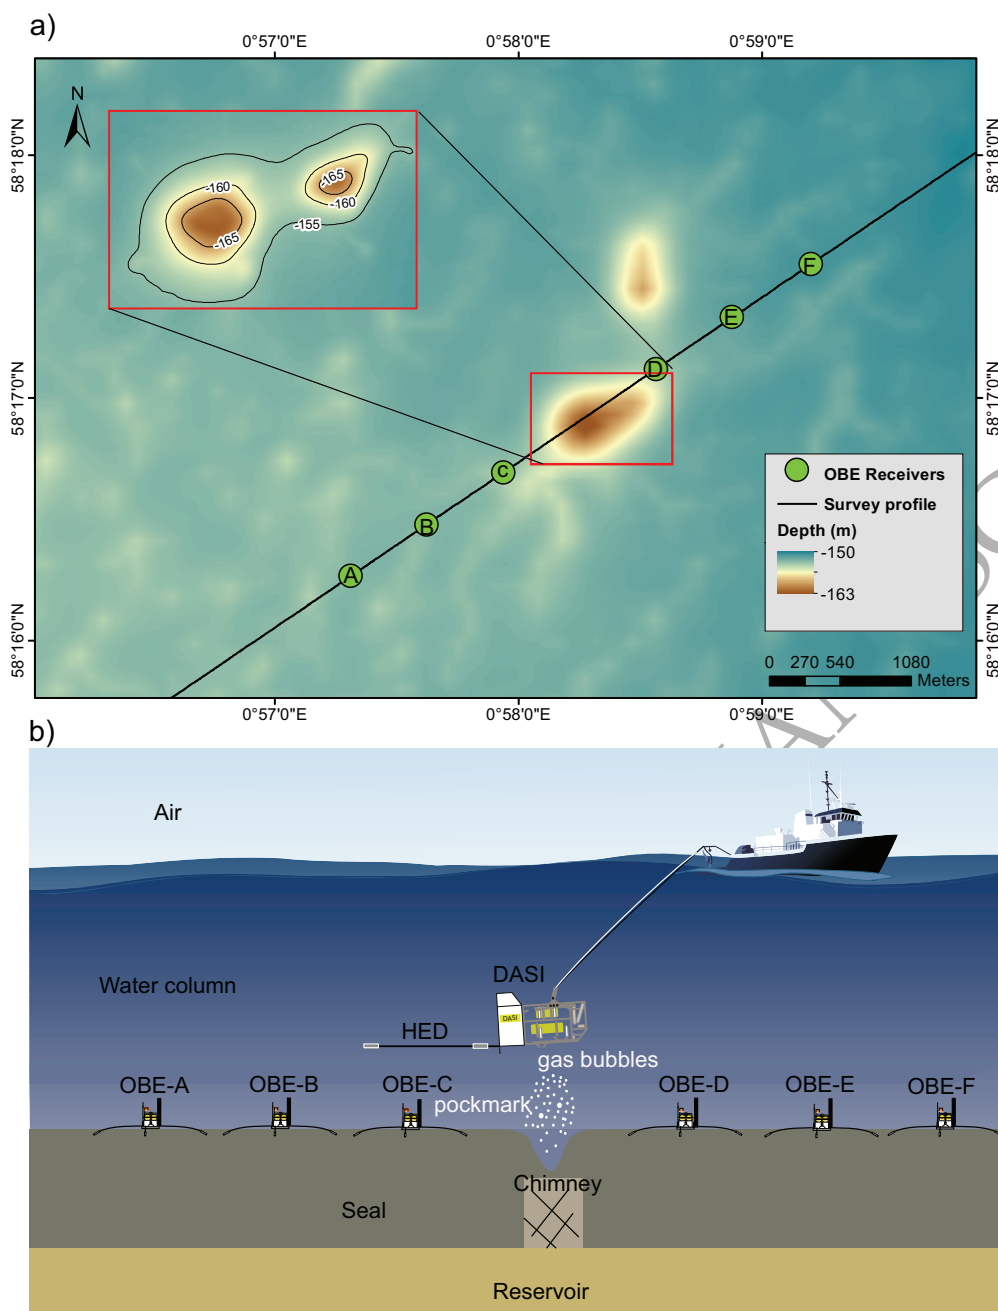 a)
0°57'0"E
0°58'0"E
0°59'0"E
N
58°18'0"N
58°18'0"N
-165
-160
-160
-155
-165
F
E
D
58°17'0"N
58°17'0"N
C
B
A
OBE Receivers
Survey profile
Depth (m)
-150
-163
58°16'0"N
58°16'0"N
0 270 540 1080
Meters
0°57'0"E
0°58'0"E
0°59'0"E
b)
Air
DASI
Water column
DASI
HED
gas bubbles
OBE-A
OBE-B
OBE-C
OBE-D
OBE-E
OBE-F
pockmark
Chimney
Seal
Reservoir